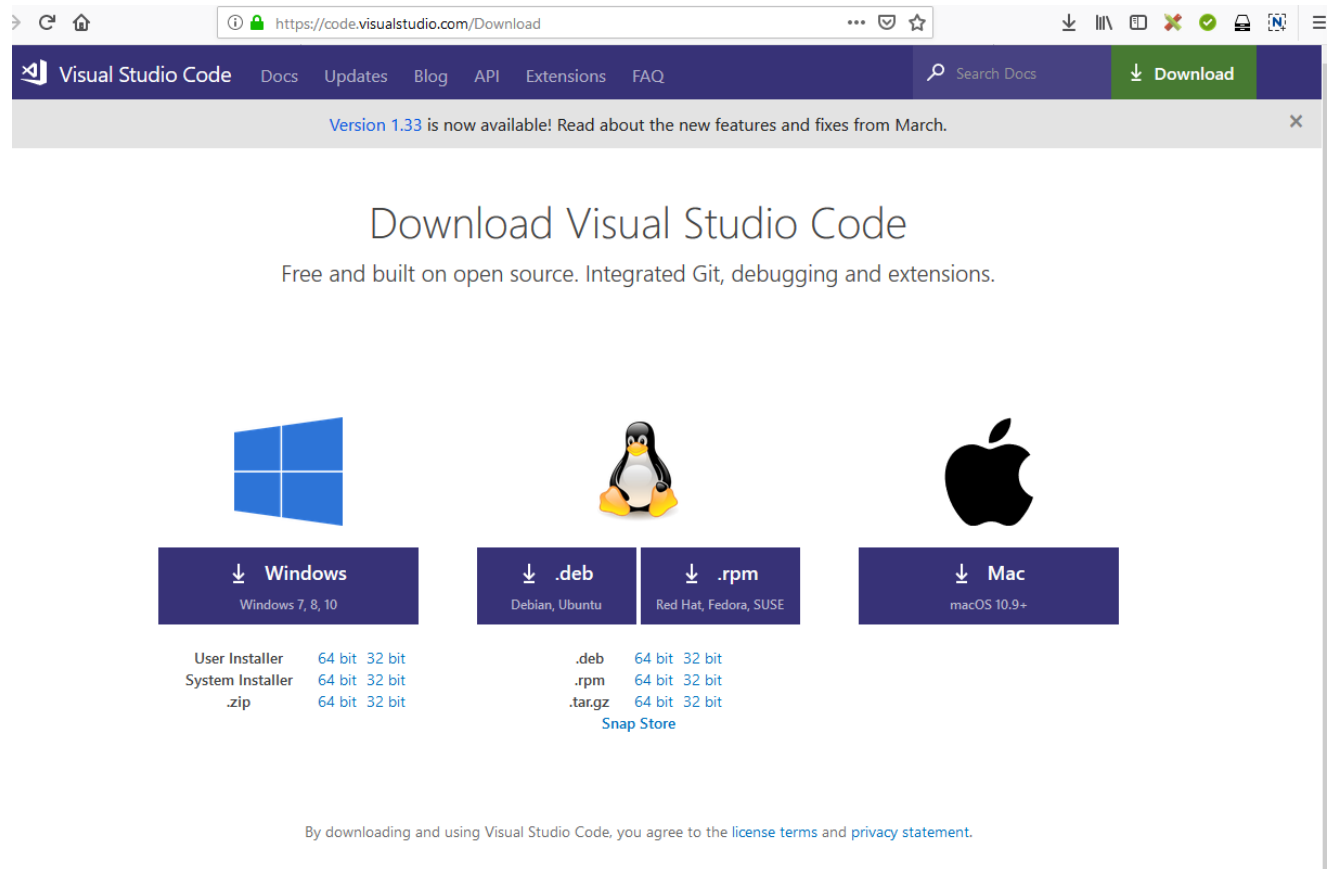 https://code.visualstudio.com/Download
Visual Studio Code Docs Updates Blog API Extensions FAQ Search Docs Download
Version 1.33 is now available! Read about the new features and fixes from March.
Download Visual Studio Code
Free and built on open source. Integrated Git, debugging and extensions.
Windows
Windows 7, 8, 10
.deb
Debian, Ubuntu
.rpm
Red Hat, Fedora, SUSE
Mac
macOS 10.9+
User Installer 64 bit 32 bit
System Installer 64 bit 32 bit
.zip 64 bit 32 bit
.deb 64 bit 32 bit
.rpm 64 bit 32 bit
.tar.gz 64 bit 32 bit
Snap Store
By downloading and using Visual Studio Code, you agree to the license terms and privacy statement.